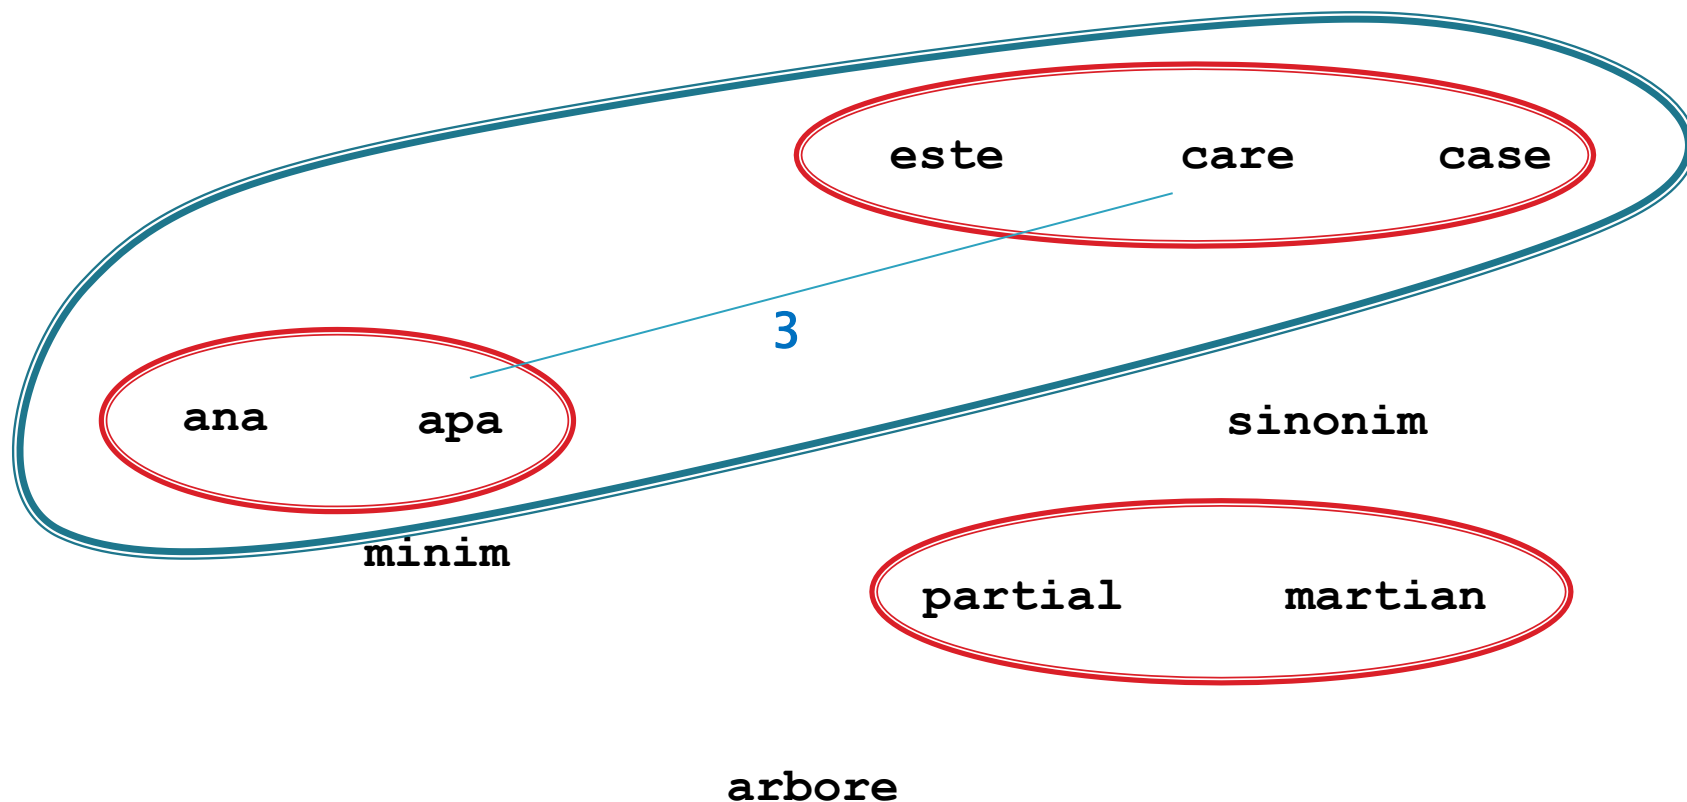 este care case
3
ana apa
sinonim
minim
partial martian
arbore